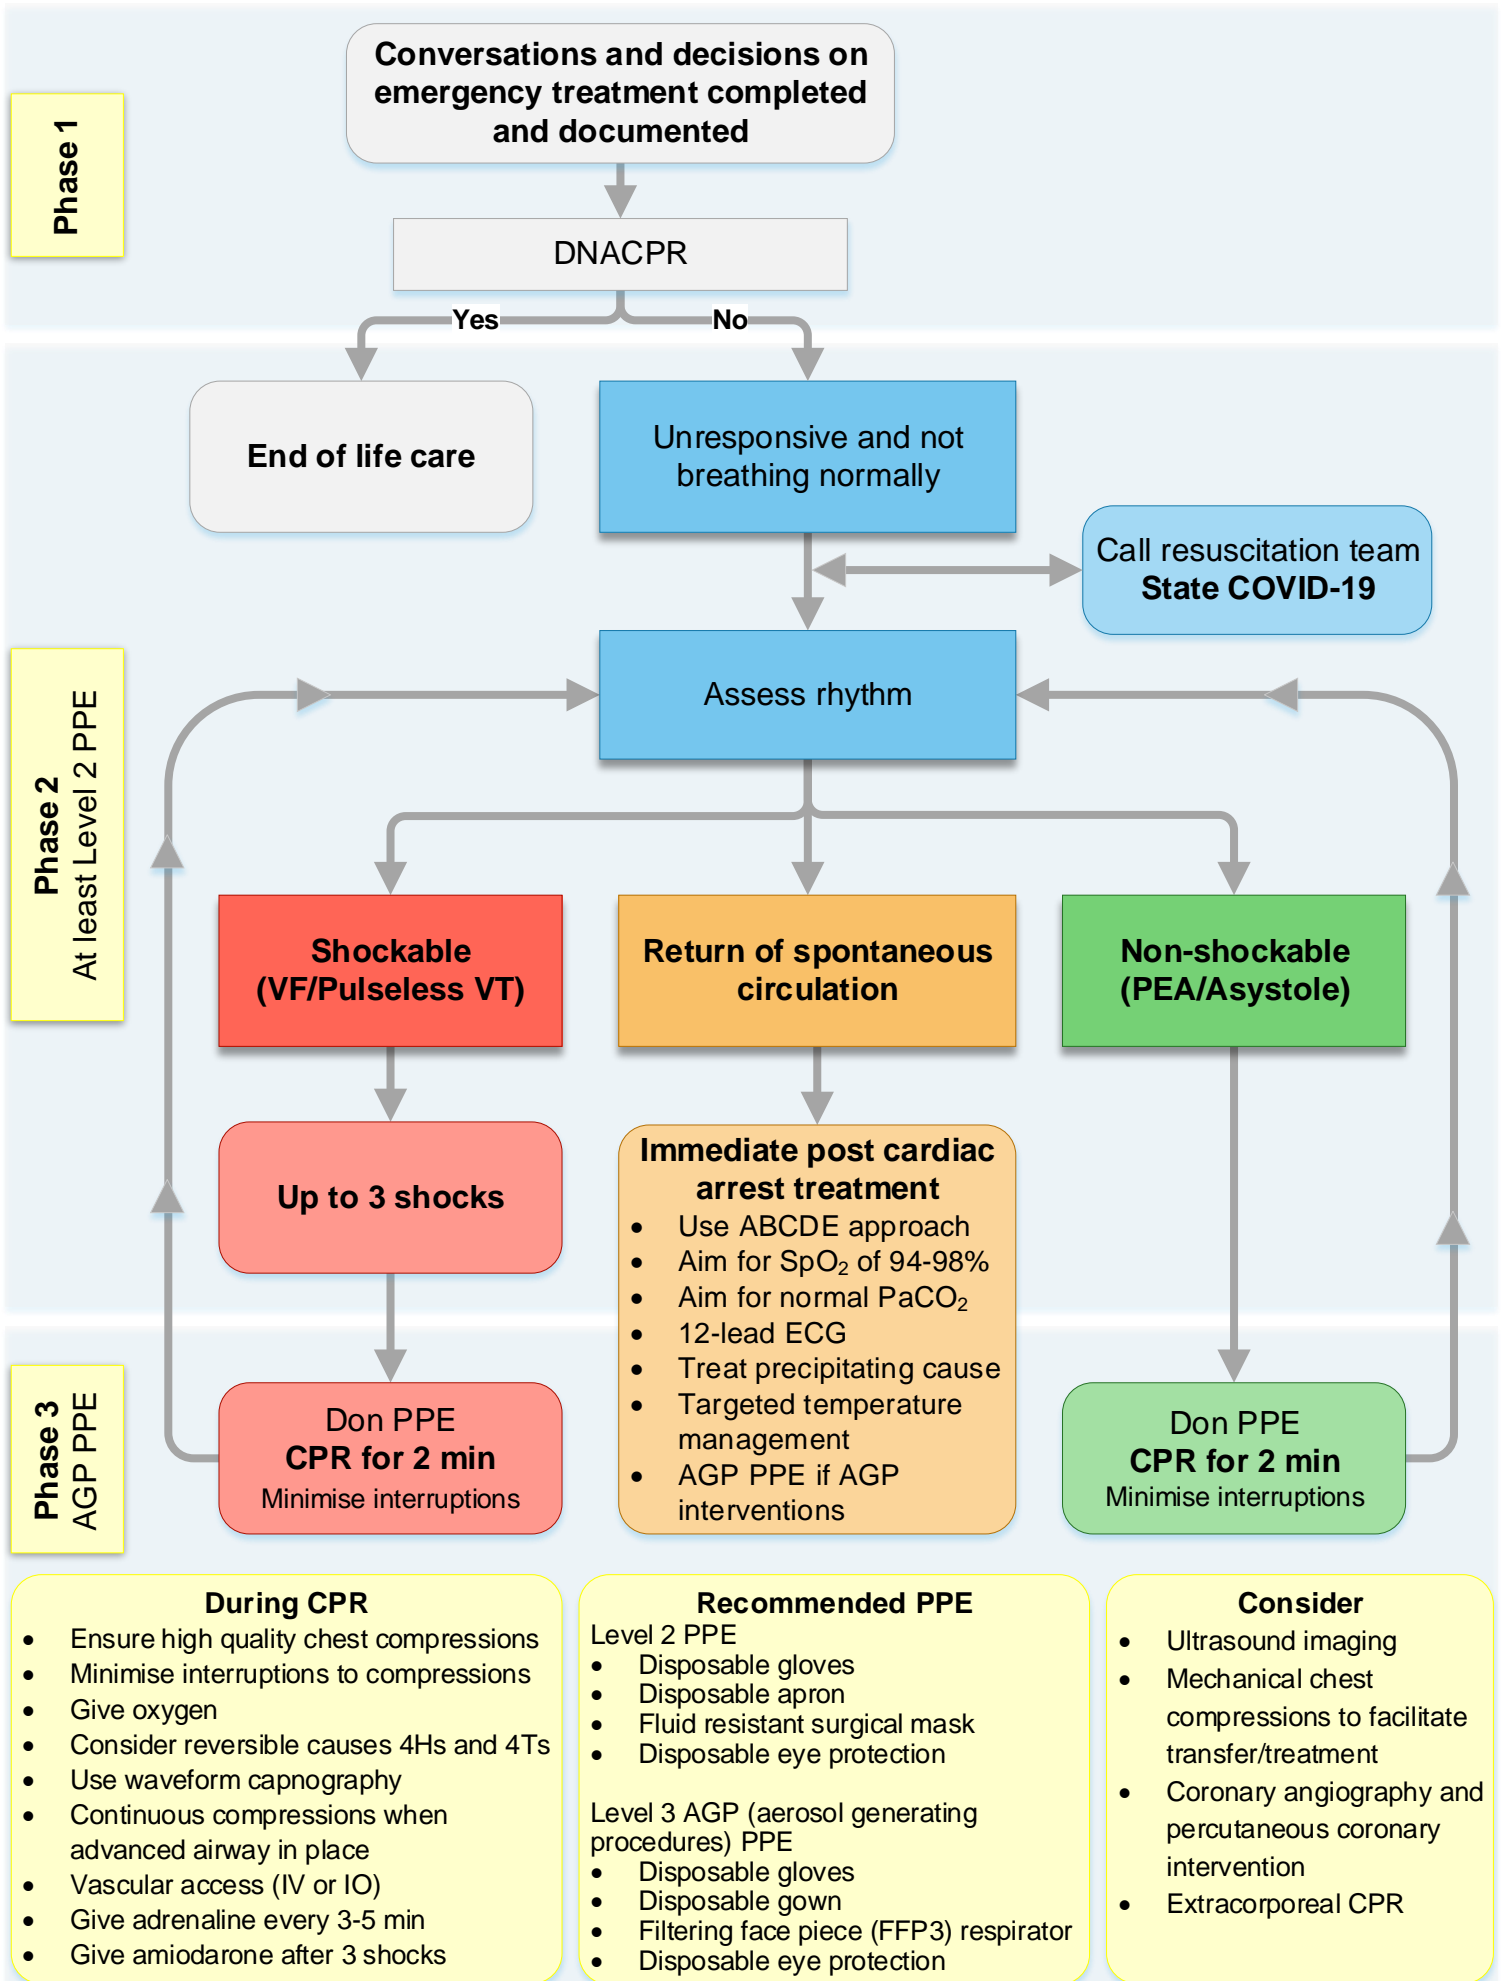 Conversations and decisions on
emergency treatment completed
and documented
Phase 1
DNACPR
Yes
No
End of life care
Unresponsive and not
breathing normally
Call resuscitation team
State COVID-19
Assess rhythm
Phase 2
At least Level 2 PPE
Shockable
(VF/Pulseless VT)
Return of spontaneous
circulation
Non-shockable
(PEA/Asystole)
Up to 3 shocks
Immediate post cardiac
arrest treatment
• Use ABCDE approach
• Aim for SpO₂ of 94-98%
• Aim for normal PaCO₂
• 12-lead ECG
• Treat precipitating cause
• Targeted temperature
management
• AGP PPE if AGP
interventions
Phase 3
AGP PPE
Don PPE
CPR for 2 min
Minimise interruptions
Don PPE
CPR for 2 min
Minimise interruptions
During CPR
• Ensure high quality chest compressions
• Minimise interruptions to compressions
• Give oxygen
• Consider reversible causes 4Hs and 4Ts
• Use waveform capnography
• Continuous compressions when
advanced airway in place
• Vascular access (IV or IO)
• Give adrenaline every 3-5 min
• Give amiodarone after 3 shocks
Recommended PPE
Level 2 PPE
• Disposable gloves
• Disposable apron
• Fluid resistant surgical mask
• Disposable eye protection
Level 3 AGP (aerosol generating
procedures) PPE
• Disposable gloves
• Disposable gown
• Filtering face piece (FFP3) respirator
• Disposable eye protection
Consider
• Ultrasound imaging
• Mechanical chest
compressions to facilitate
transfer/treatment
• Coronary angiography and
percutaneous coronary
intervention
• Extracorporeal CPR